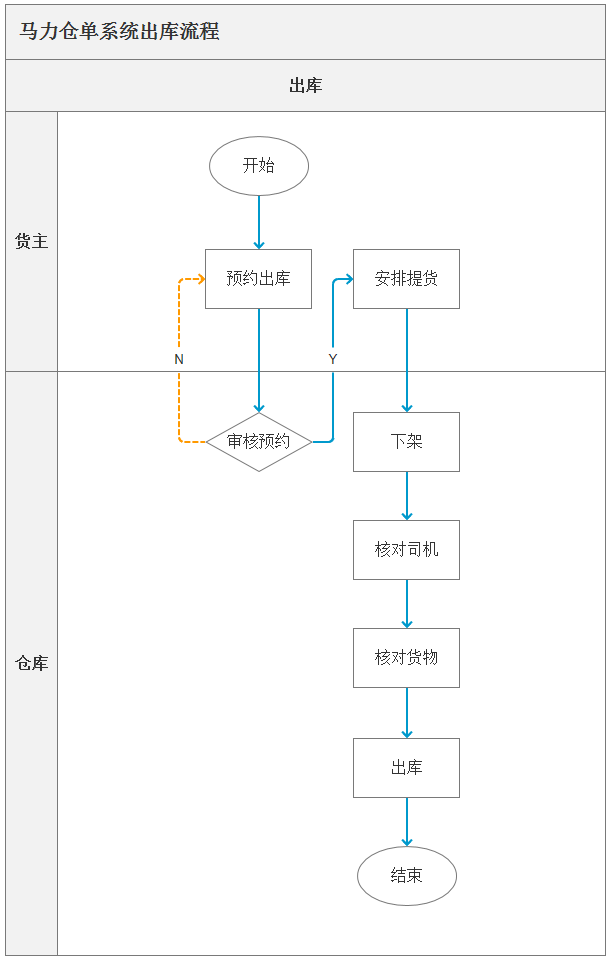 马力仓单系统出库流程
出库
货主
开始
预约出库
安排提货
N
Y
仓库
审核预约
下架
核对司机
核对货物
出库
结束